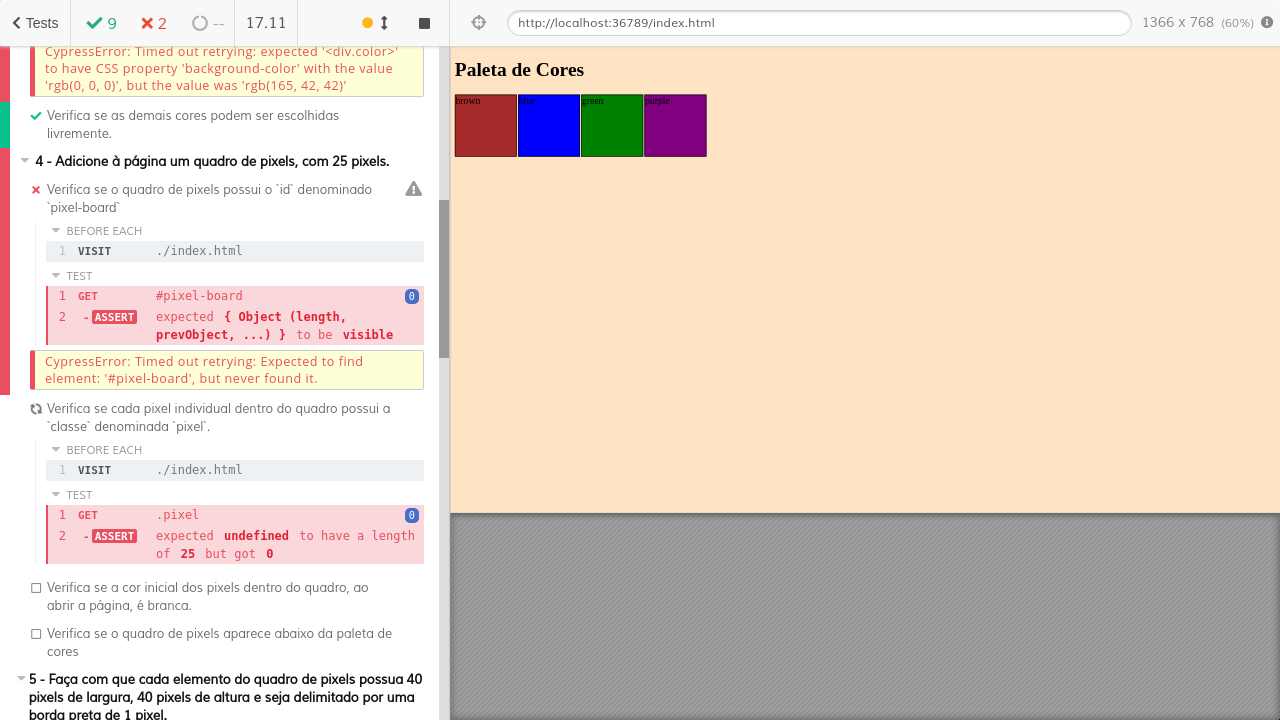 Tests 9 2 -- 17.11
http://localhost:36789/index.html 1366 x 768 (60%)
CypressError: Timed out retrying: expected '<div.color>'
to have CSS property 'background-color' with the value
'rgb(0, 0, 0)', but the value was 'rgb(165, 42, 42)'
Verifica se as demais cores podem ser escolhidas
livremente.
4 - Adicione à página um quadro de pixels, com 25 pixels.
Verifica se o quadro de pixels possui o `id` denominado
`pixel-board`
BEFORE EACH
1 VISIT ./index.html
TEST
1 GET #pixel-board 0
2 - ASSERT expected { Object (length,
prevObject, ...) } to be visible
CypressError: Timed out retrying: Expected to find
element: '#pixel-board', but never found it.
Verifica se cada pixel individual dentro do quadro possui a
`classe` denominada `pixel`.
BEFORE EACH
1 VISIT ./index.html
TEST
1 GET .pixel 0
2 - ASSERT expected undefined to have a length
of 25 but got 0
Verifica se a cor inicial dos pixels dentro do quadro, ao
abrir a página, é branca.
Verifica se o quadro de pixels aparece abaixo da paleta de
cores
5 - Faça com que cada elemento do quadro de pixels possua 40
pixels de largura, 40 pixels de altura e seja delimitado por uma
borda preta de 1 pixel.
Paleta de Cores
brown blue green purple